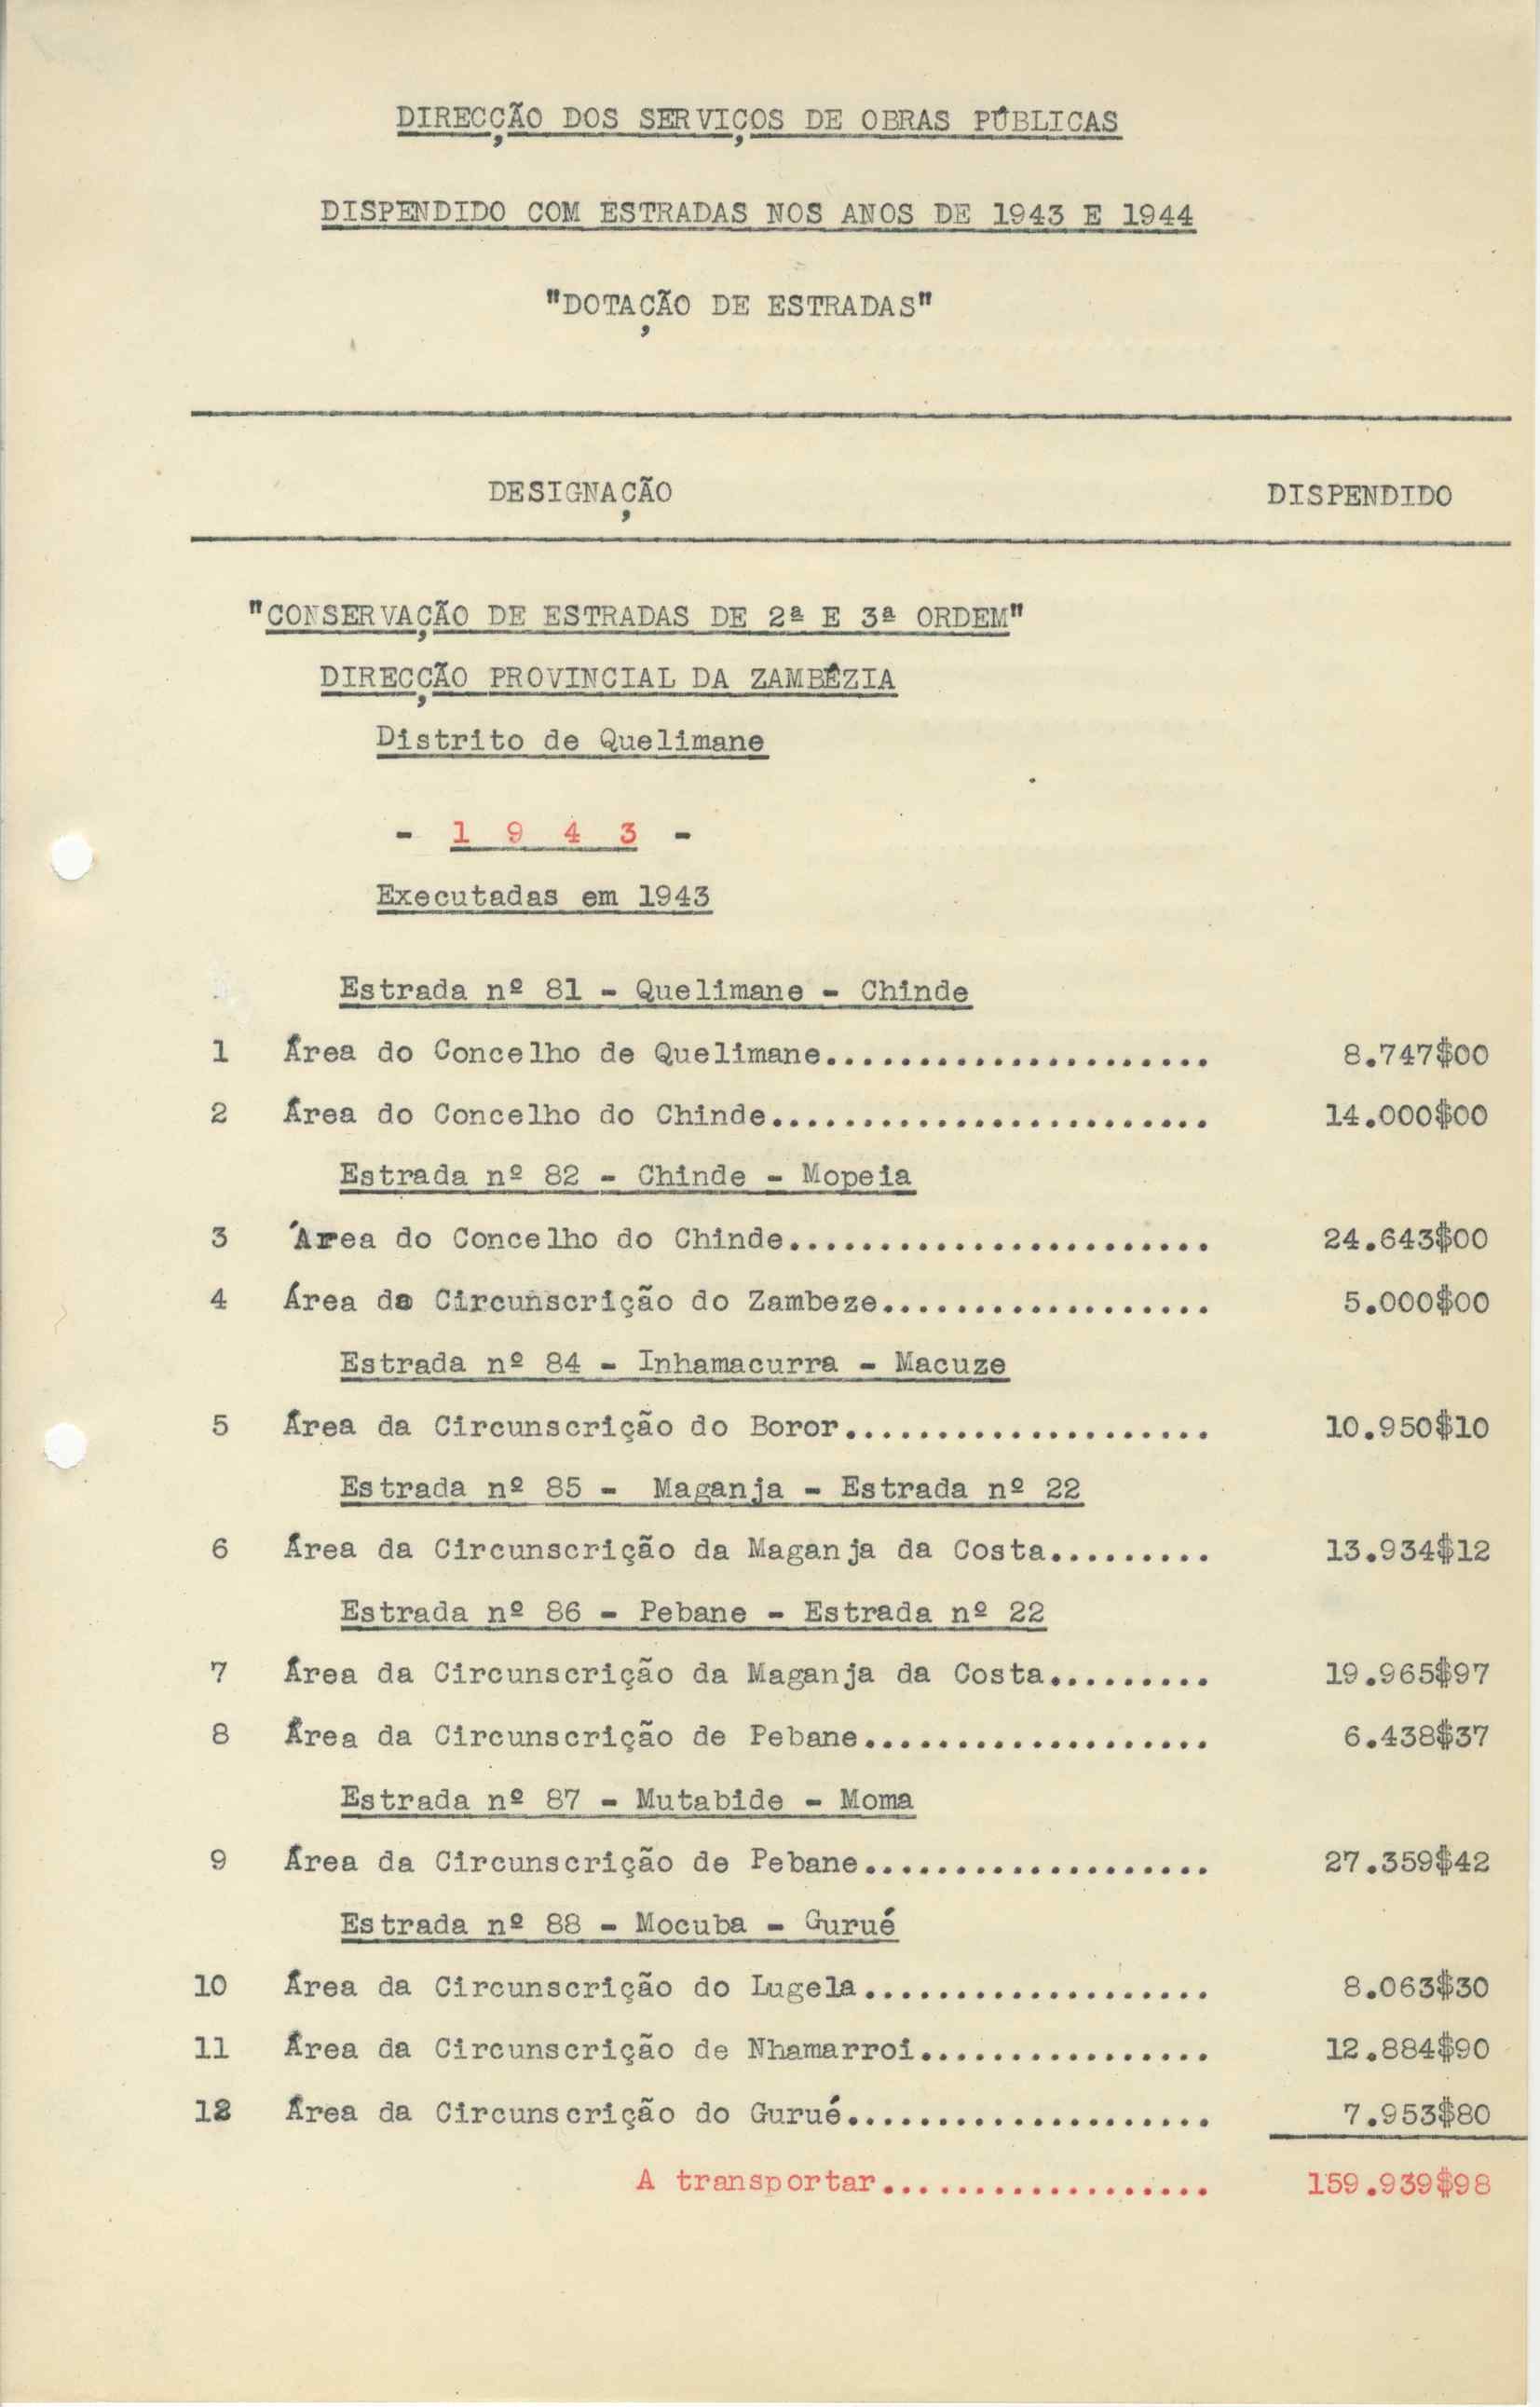 DIRECÇÃO DOS SERVIÇOS DE OBRAS PÚBLICAS
DISPENDIDO COM ESTRADAS NOS ANOS DE 1943 E 1944
"DOTAÇÃO DE ESTRADAS"
DESIGNAÇÃO DISPENDIDO
"CONSERVAÇÃO DE ESTRADAS DE 2ª E 3ª ORDEM"
DIRECÇÃO PROVINCIAL DA ZAMBÉZIA
Distrito de Quelimane
- 1 9 4 3 -
Executadas em 1943
Estrada nº 81 - Quelimane - Chinde
1 Área do Concelho de Quelimane..................... 8.747$00
2 Área do Concelho do Chinde........................ 14.000$00
Estrada nº 82 - Chinde - Mopeia
3 Área do Concelho do Chinde....................... 24.643$00
4 Área da Circunscrição do Zambeze.................. 5.000$00
Estrada nº 84 - Inhamacurra - Macuze
5 Área da Circunscrição do Boror.................... 10.950$10
Estrada nº 85 - Maganja - Estrada nº 22
6 Área da Circunscrição da Maganja da Costa......... 13.934$12
Estrada nº 86 - Pebane - Estrada nº 22
7 Área da Circunscrição da Maganja da Costa......... 19.965$97
8 Área da Circunscrição de Pebane................... 6.438$37
Estrada nº 87 - Mutabide - Moma
9 Área da Circunscrição de Pebane................... 27.359$42
Estrada nº 88 - Mocuba - Gurué
10 Área da Circunscrição do Lugela................... 8.063$30
11 Área da Circunscrição de Nhamarroi................ 12.884$90
12 Área da Circunscrição do Gurué.................... 7.953$80
A transportar.................. 159.939$98